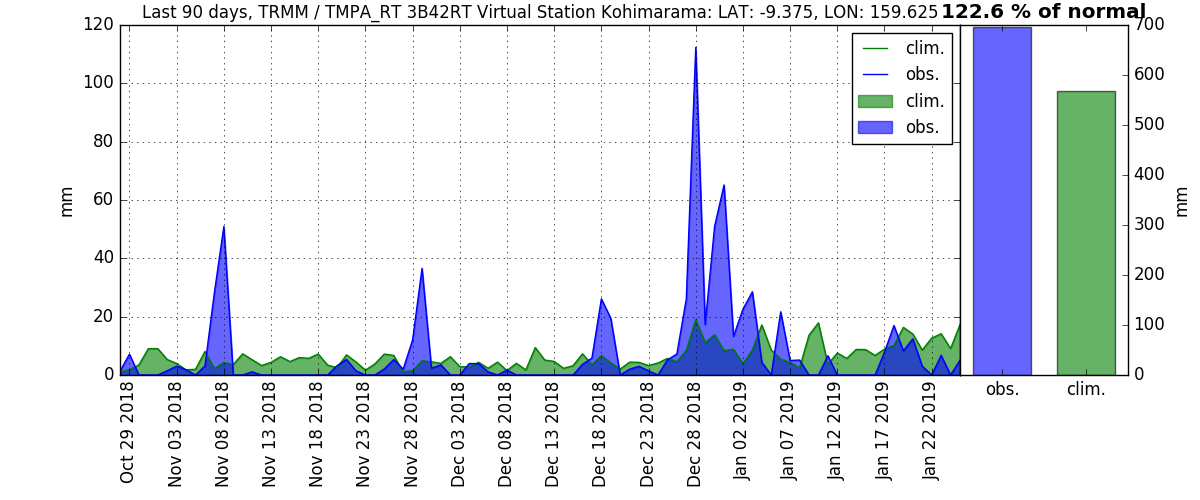 Last 90 days, TRMM / TMPA_RT 3B42RT Virtual Station Kohimarama: LAT: -9.375, LON: 159.625 122.6 % of normal
120
100
80
60
40
20
0
mm
clim.
obs.
clim.
obs.
Oct 29 2018
Nov 03 2018
Nov 08 2018
Nov 13 2018
Nov 18 2018
Nov 23 2018
Nov 28 2018
Dec 03 2018
Dec 08 2018
Dec 13 2018
Dec 18 2018
Dec 23 2018
Dec 28 2018
Jan 02 2019
Jan 07 2019
Jan 12 2019
Jan 17 2019
Jan 22 2019
700
600
500
400
300
200
100
0
mm
obs.
clim.